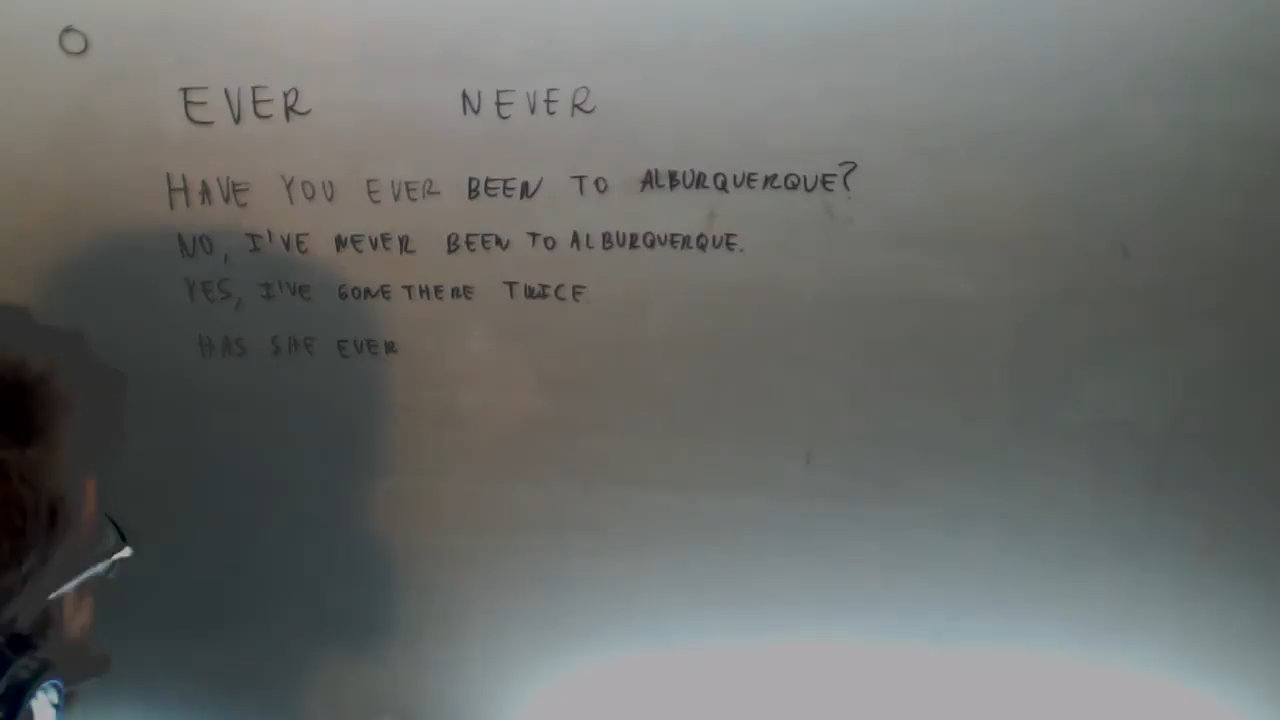 EVER NEVER
HAVE YOU EVER BEEN TO ALBURQUERQUE?
NO, I'VE NEVER BEEN TO ALBURQUERQUE.
YES, I'VE GONE THERE TWICE
HAS SHE EVER